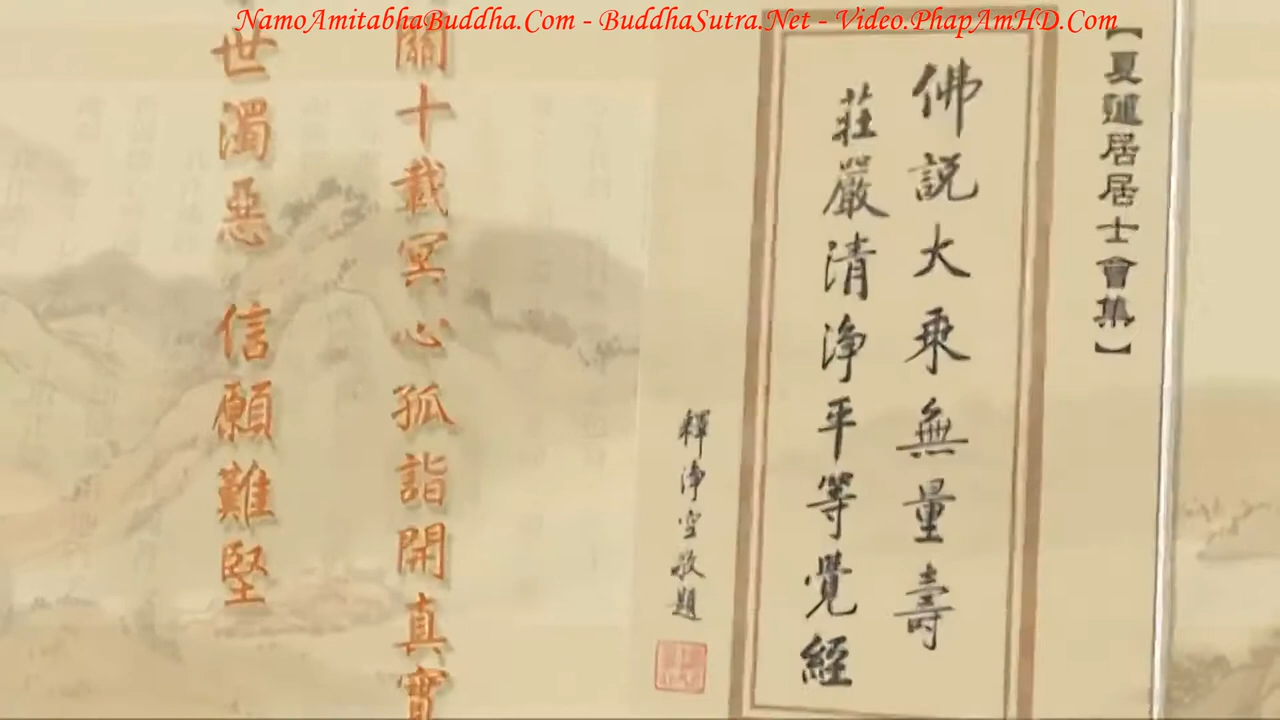 NamoAmitabhaBuddha.Com - BuddhaSutra.Net - Video.PhapAmHD.Com
【夏蓮居居士會集】
佛説大乘無量壽
莊嚴清淨平等覺經
釋淨空敬題
關十載冥心孤詣開真實
世濁惡 信願難堅